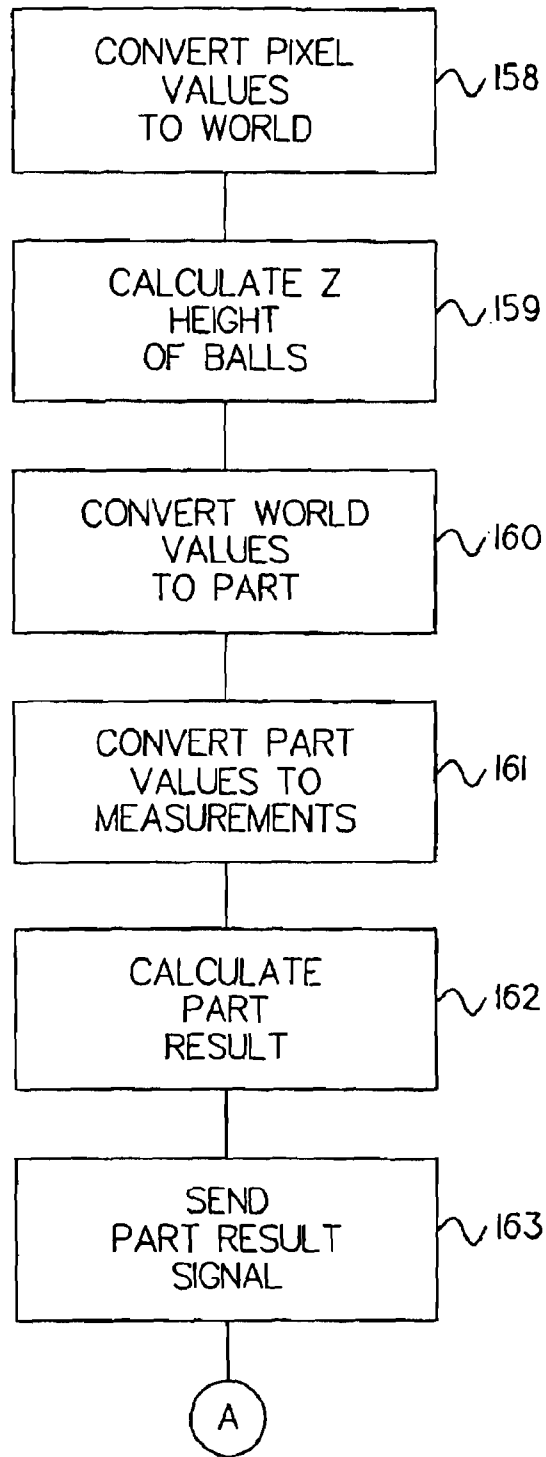 CONVERT PIXEL
VALUES
TO WORLD
158
CALCULATE Z
HEIGHT
OF BALLS
159
CONVERT WORLD
VALUES
TO PART
160
CONVERT PART
VALUES TO
MEASUREMENTS
161
CALCULATE
PART
RESULT
162
SEND
PART RESULT
SIGNAL
163
A